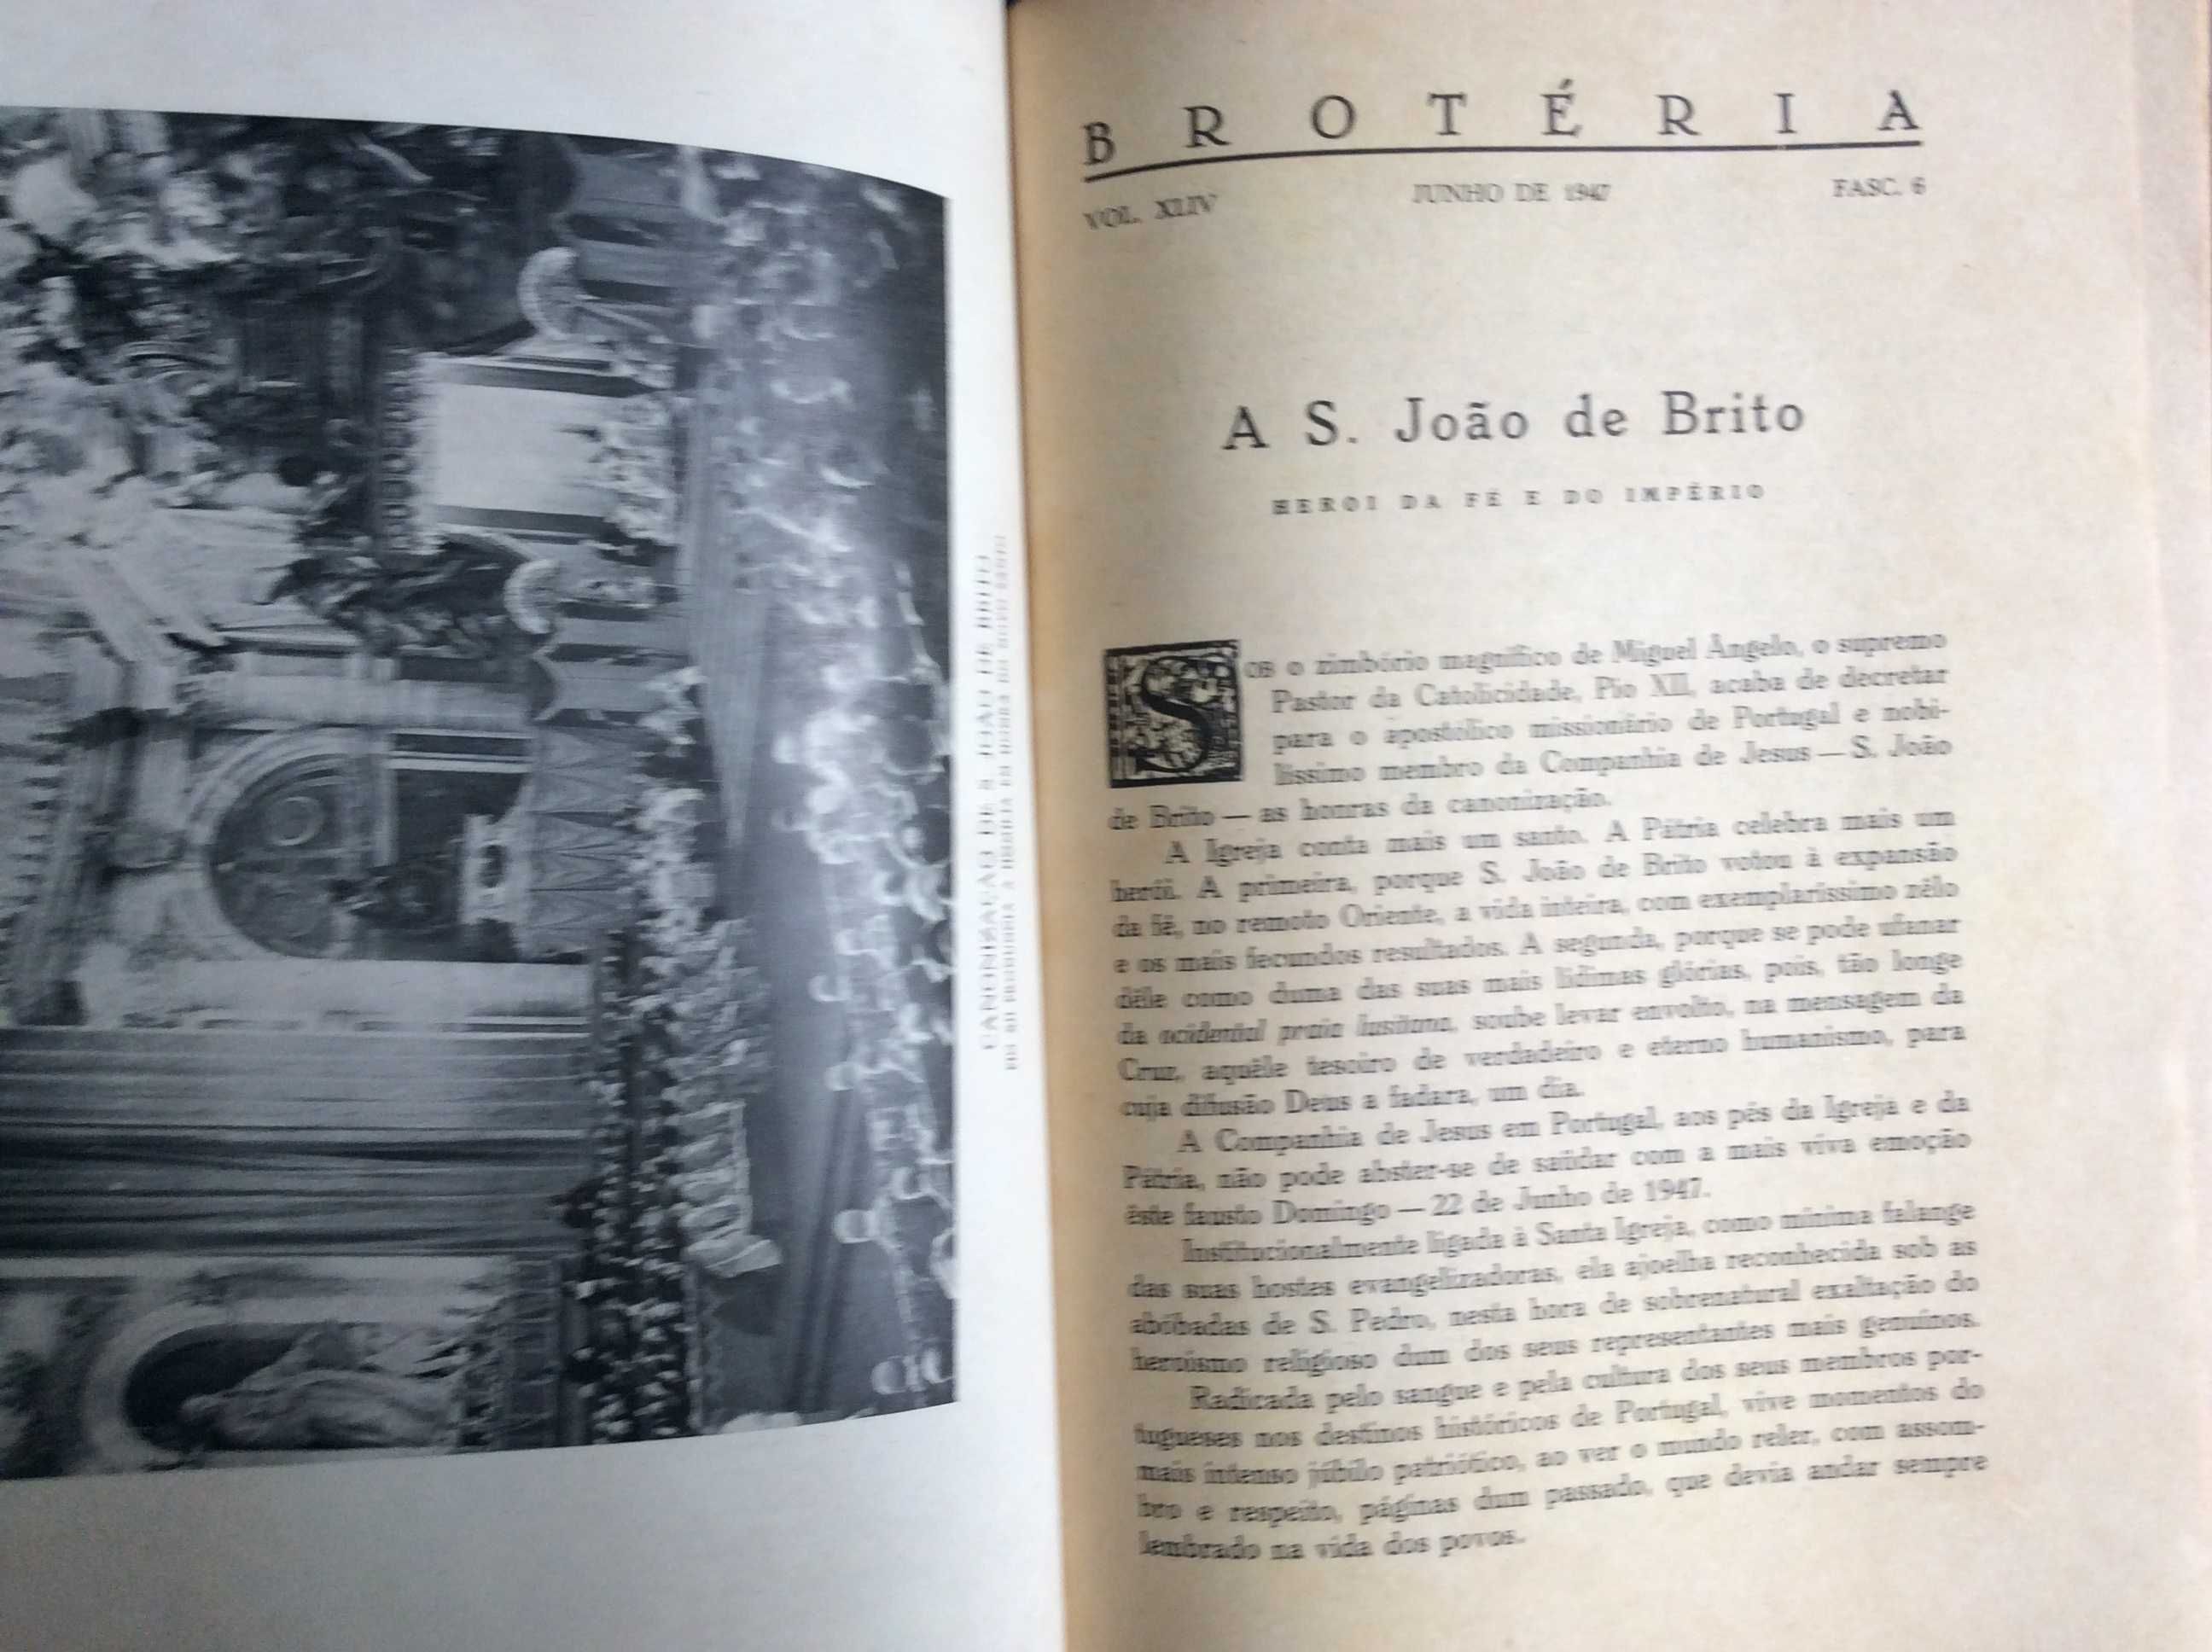 CANONIZAÇÃO DE S. JOÃO DE BRITO
BROTÉRIA
VOL. XLIV JUNHO DE 1947 FASC. 6
A S. João de Brito
HEROI DA FÉ E DO IMPÉRIO
SOB o zimbório magnífico de Miguel Ângelo, o supremo
Pastor da Catolicidade, Pio XII, acaba de decretar
para o apostólico missionário de Portugal e nobi-
líssimo membro da Companhia de Jesus — S. João
de Brito — as honras da canonização.
A Igreja conta mais um santo. A Pátria celebra mais um
herói. A primeira, porque S. João de Brito votou à expansão
da fé, no remoto Oriente, a vida inteira, com exemplaríssimo zêlo
e os mais fecundos resultados. A segunda, porque se pode ufanar
dêle como duma das suas mais lídimas glórias, pois, tão longe
da ocidental praia lusitana, soube levar envolto, na mensagem da
Cruz, aquêle tesoiro de verdadeiro e eterno humanismo, para
cuja difusão Deus a fadara, um dia.
A Companhia de Jesus em Portugal, aos pés da Igreja e da
Pátria, não pode abster-se de saüdar com a mais viva emoção
êste fausto Domingo — 22 de Junho de 1947.
Institucionalmente ligada à Santa Igreja, como mínima falange
das suas hostes evangelizadoras, ela ajoelha reconhecida sob as
abóbadas de S. Pedro, nesta hora de sobrenatural exaltação do
heroísmo religioso dum dos seus representantes mais genuínos.
Radicada pelo sangue e pela cultura dos seus membros por-
tugueses nos destinos históricos de Portugal, vive momentos do
mais intenso júbilo patriótico, ao ver o mundo reler, com assom-
bro e respeito, páginas dum passado, que devia andar sempre
lembrado na vida dos povos.